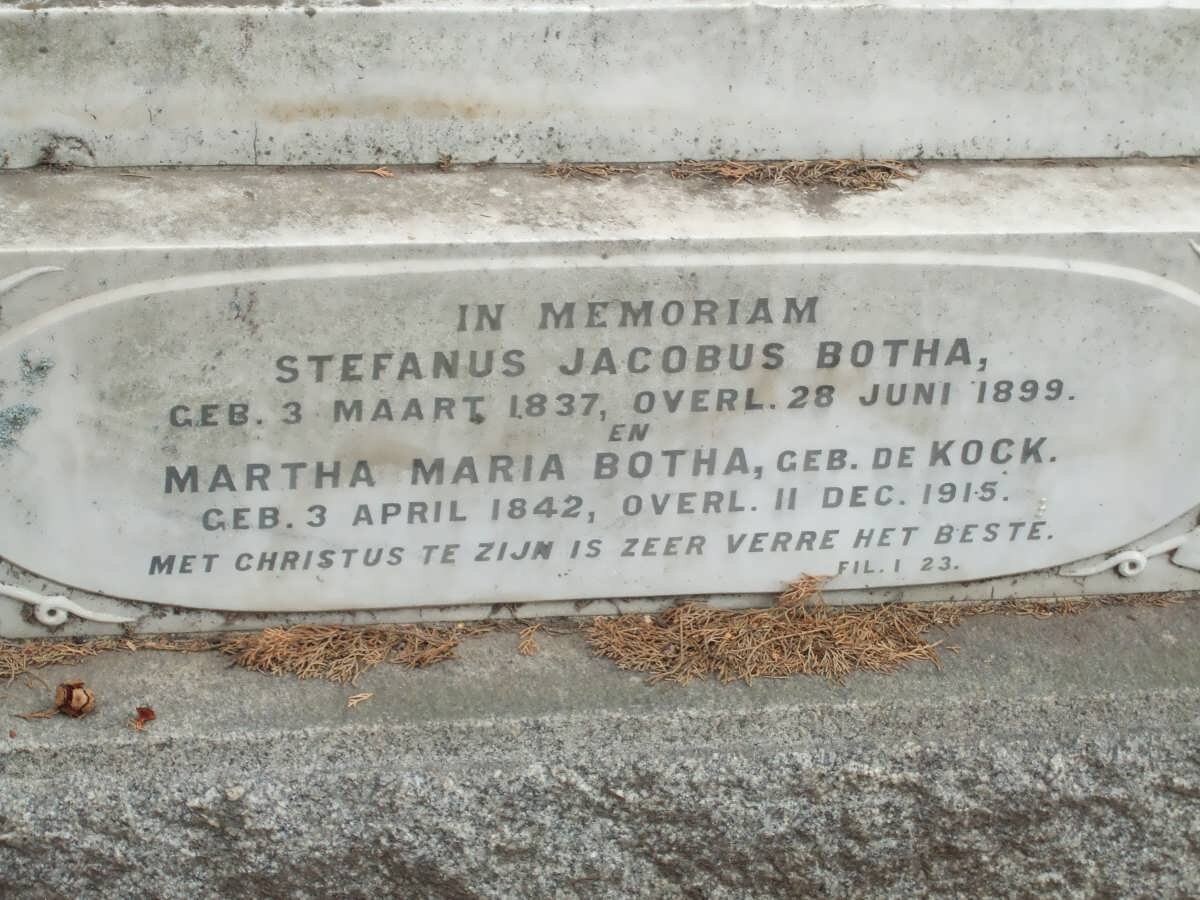 IN MEMORIAM
STEFANUS JACOBUS BOTHA,
GEB. 3 MAART 1837, OVERL. 28 JUNI 1899.
EN
MARTHA MARIA BOTHA, GEB. DE KOCK.
GEB. 3 APRIL 1842, OVERL. 11 DEC. 1915.
MET CHRISTUS TE ZIJN IS ZEER VERRE HET BESTE.
FIL. I 23.